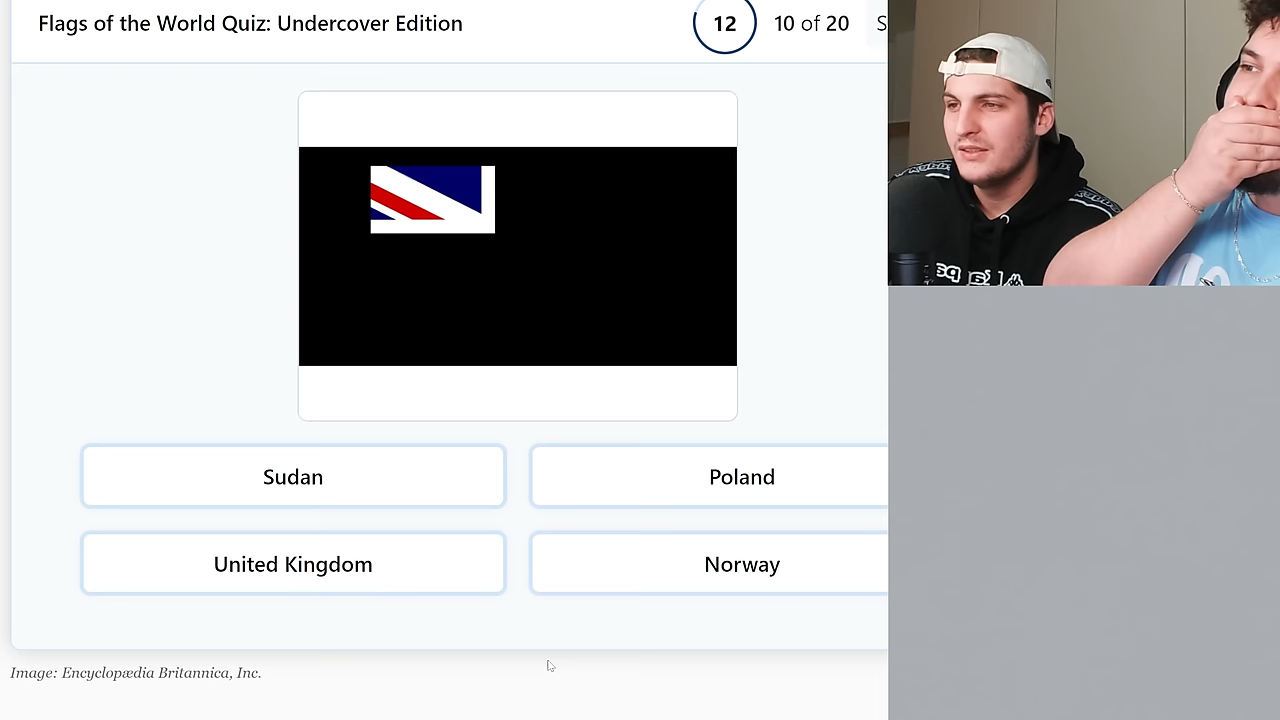 Flags of the World Quiz: Undercover Edition
12
10 of 20
S
Sudan
Poland
United Kingdom
Norway
Image: Encyclopædia Britannica, Inc.